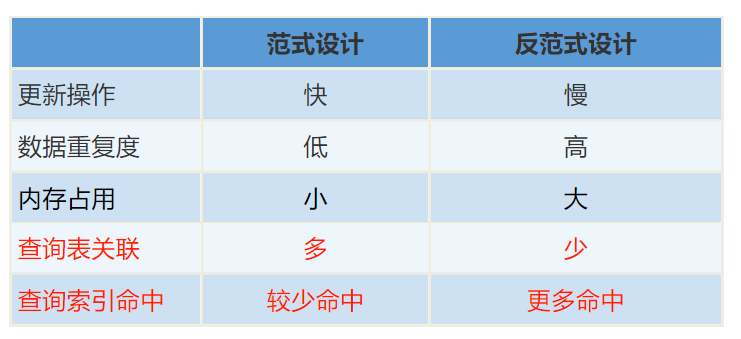 范式设计 反范式设计
更新操作 快 慢
数据重复度 低 高
内存占用 小 大
查询表关联 多 少
查询索引命中 较少命中 更多命中